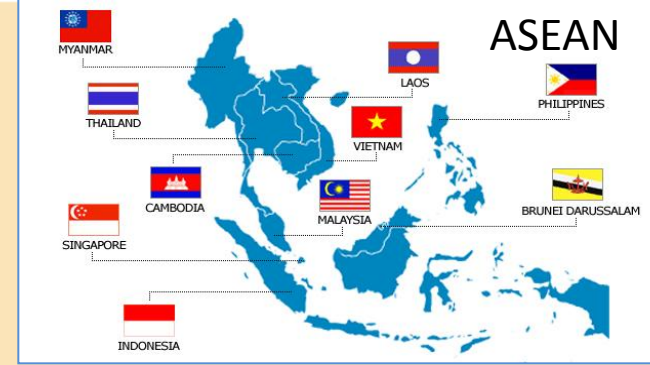 ASEAN
MYANMAR
LAOS
PHILIPPINES
THAILAND
VIETNAM
CAMBODIA
MALAYSIA
BRUNEI DARUSSALAM
SINGAPORE
INDONESIA